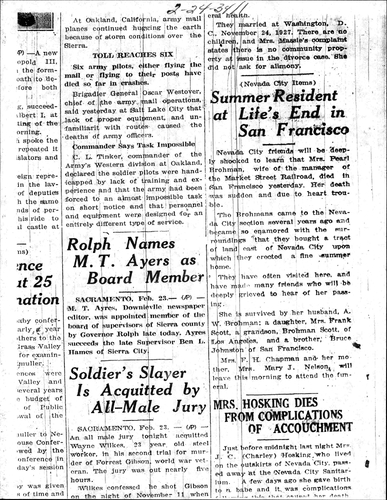 2-24-34
At Oakland, California, army mail
planes continued hugging the earth
because of storm conditions over the
Sierra.
TOLL REACHES SIX
Six army pilots, either flying the
mail or flying to their posts have
died so far in crashes.
Brigadier General Oscar Westover,
chief of the army mail operations,
said yesterday at Salt Lake City that
lack of proper equipment, and un-
familiarity with routes caused the
deaths of army officers.
Commander Says Task Impossible
C. L. Tinker, commander of the
Army's Western division at Oakland,
declared the soldier pilots were hand-
capped by lack of training and ex-
perience and that the army had been
forced to an almost impossible task
on short notice and that personnel
and equipment were designed for an
entirely different type of service.
Rolph Names
M. T. Ayers as
Board Member
SACRAMENTO, Feb. 23.—(AP)—
M. T. Ayres, Downieville newspaper
editor, was appointed member of the
board of supervisors of Sierra county
by Governor Rolph late today. Ayres
succeeds the late Supervisor Ben L.
Hames of Sierra City.
Soldier's Slayer
Is Acquitted by
All-Male Jury
SACRAMENTO, Feb. 23. — (AP) —
An all male jury tonight acquitted
Wayne Wilkes, 23 year, old steel
worker, in his second trial for mur-
der of Forrest Gibson, world war vet-
eran. The jury was out nearly five
hours.
Wilkes confessed he shot Gibson
on the night of November 11 when
eral health.
They married at Washington, D.
C., November 24, 1927. There are no
children, and Mrs. Massie's complaint
states there is no community prop-
erty at issue in the divorce case. She
did not ask for alimony.
(Nevada City Items)
Summer Resident
at Life's End in
San Francisco
Nevada City friends will be deep-
ly shocked to learn that Mrs. Pearl
Brohman, wife of the manager of
the Market Street Railroad, died in
San Francisco yesterday. Her death
was sudden and due to heart trou-
ble.
The Brohmans came to the Neva-
da City section several years ago and
became so enamored with the sur-
roundings that they bought a tract
of land east of Nevada City upon
which they erected a fine summer
home.
They have often visited here, and
have made many friends who will be
deeply grieved to hear of her pass-
ing.
She is survived by her husband, A.
W. Brohman; a daughter, Mrs. Frank
Scott, a grandson, Brohman Scott, of
Los Angeles, and a brother, Bruce
Johnston of San Francisco.
Mrs. F. H. Chapman and her mo-
ther, Mrs. Mary J. Nelson, will
leave this morning to attend the fun-
eral.
MRS. HOSKING DIES
FROM COMPLICATIONS
OF ACCOUCHMENT
Just before midnight last night Mrs.
J. C. (Charley) Hosking, who lived
on the outskirts of Nevada City, pass-
ed away at the Nevada City Sanitar-
A few days ago she gave birth
to a babe and it was complications